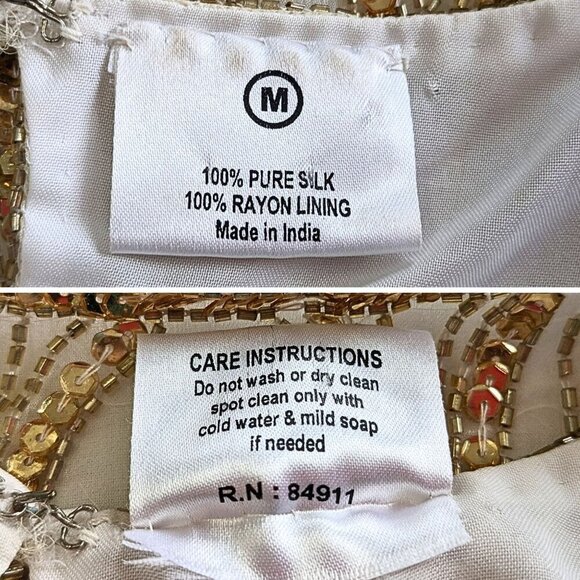 M
100% PURE SILK
100% RAYON LINING
Made in India
CARE INSTRUCTIONS
Do not wash or dry clean
spot clean only with
cold water & mild soap
if needed
R.N : 84911